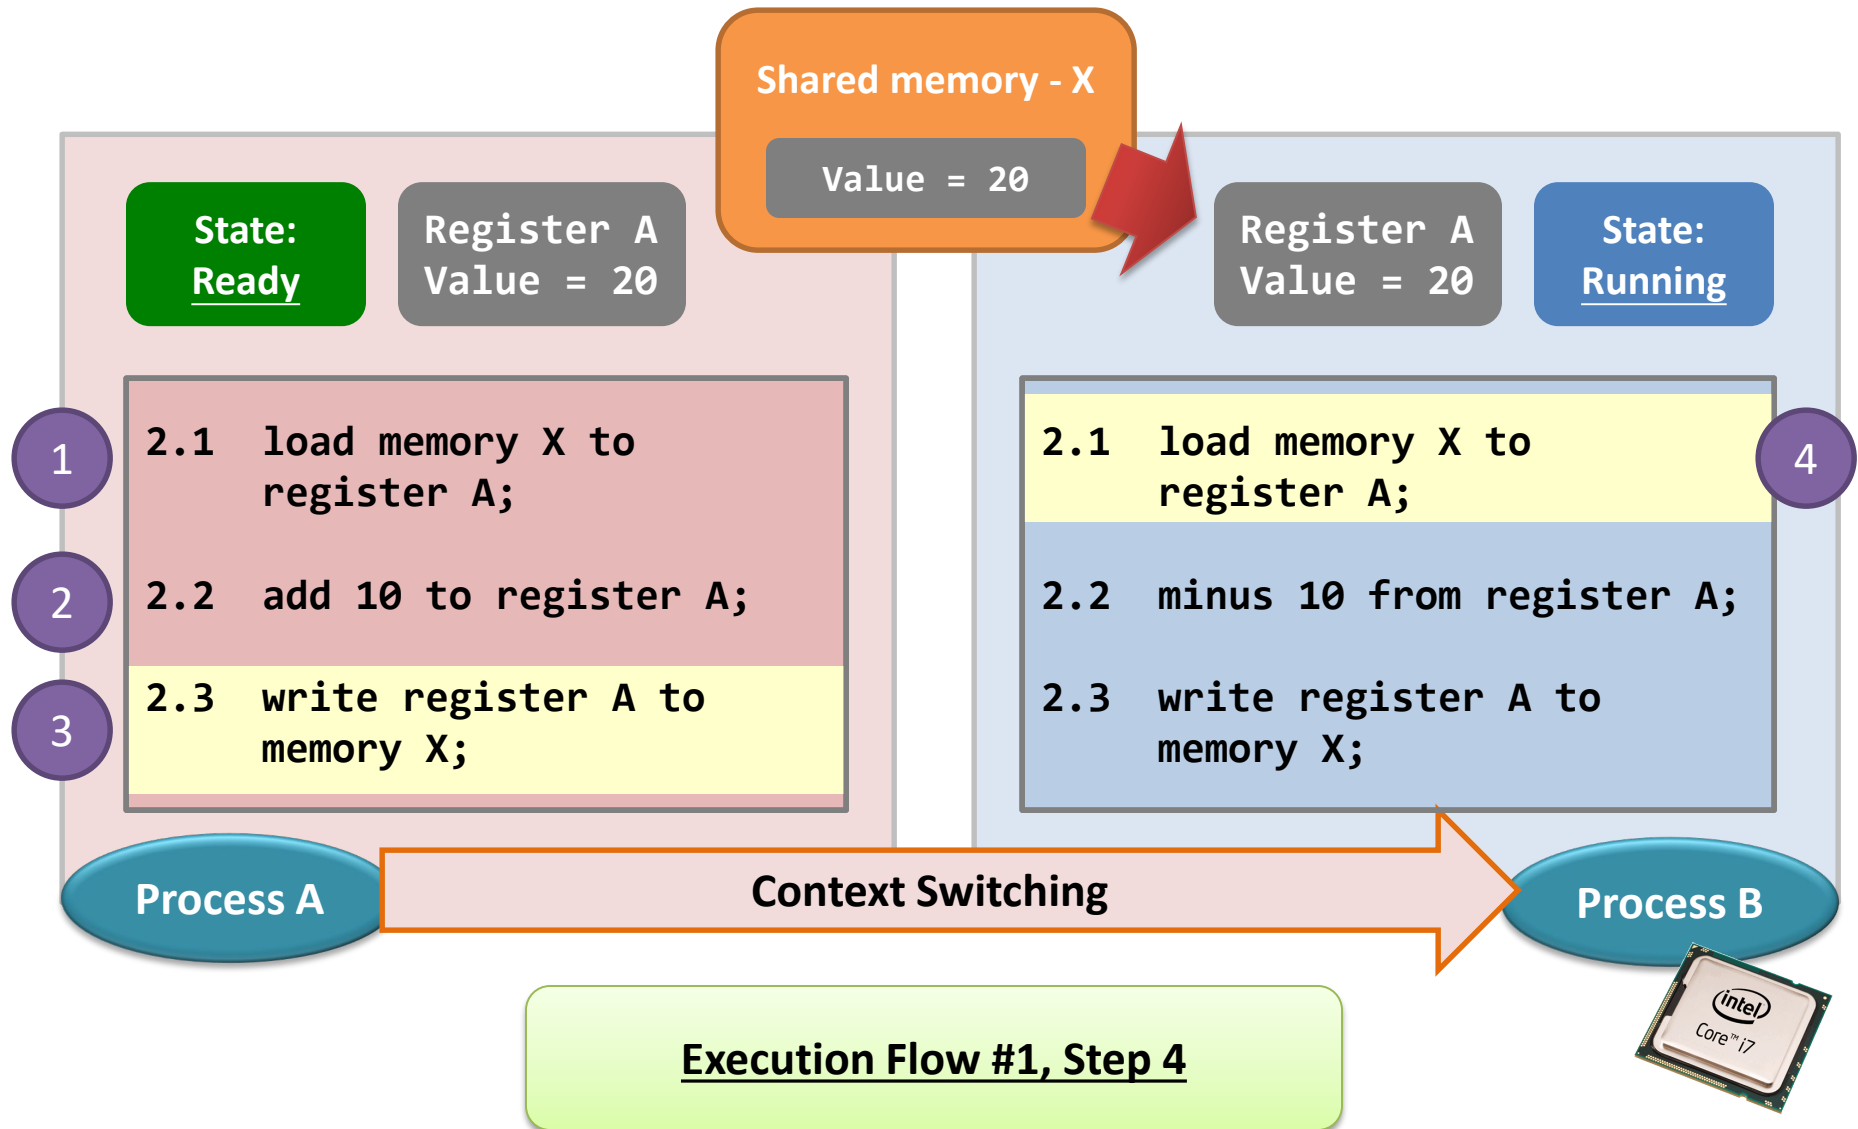 Shared memory - X
Value = 20
State:
Ready
Register A
Value = 20
Register A
Value = 20
State:
Running
1
2.1 load memory X to
register A;
2
2.2 add 10 to register A;
3
2.3 write register A to
memory X;
2.1 load memory X to
register A;
4
2.2 minus 10 from register A;
2.3 write register A to
memory X;
Process A
Context Switching
Process B
Execution Flow #1, Step 4
intel
Core™ i7